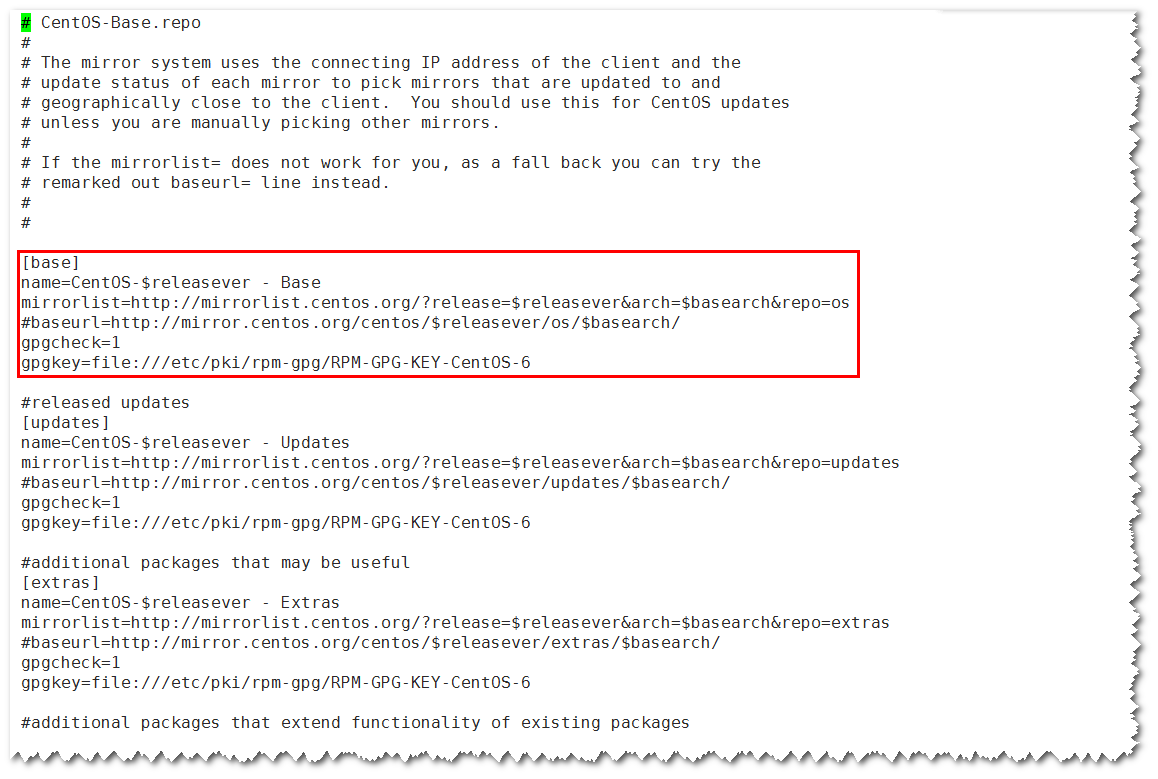 # CentOS-Base.repo
#
# The mirror system uses the connecting IP address of the client and the
# update status of each mirror to pick mirrors that are updated to and
# geographically close to the client.  You should use this for CentOS updates
# unless you are manually picking other mirrors.
#
# If the mirrorlist= does not work for you, as a fall back you can try the
# remarked out baseurl= line instead.
#
#

[base]
name=CentOS-$releasever - Base
mirrorlist=http://mirrorlist.centos.org/?release=$releasever&arch=$basearch&repo=os
#baseurl=http://mirror.centos.org/centos/$releasever/os/$basearch/
gpgcheck=1
gpgkey=file:///etc/pki/rpm-gpg/RPM-GPG-KEY-CentOS-6

#released updates
[updates]
name=CentOS-$releasever - Updates
mirrorlist=http://mirrorlist.centos.org/?release=$releasever&arch=$basearch&repo=updates
#baseurl=http://mirror.centos.org/centos/$releasever/updates/$basearch/
gpgcheck=1
gpgkey=file:///etc/pki/rpm-gpg/RPM-GPG-KEY-CentOS-6

#additional packages that may be useful
[extras]
name=CentOS-$releasever - Extras
mirrorlist=http://mirrorlist.centos.org/?release=$releasever&arch=$basearch&repo=extras
#baseurl=http://mirror.centos.org/centos/$releasever/extras/$basearch/
gpgcheck=1
gpgkey=file:///etc/pki/rpm-gpg/RPM-GPG-KEY-CentOS-6

#additional packages that extend functionality of existing packages